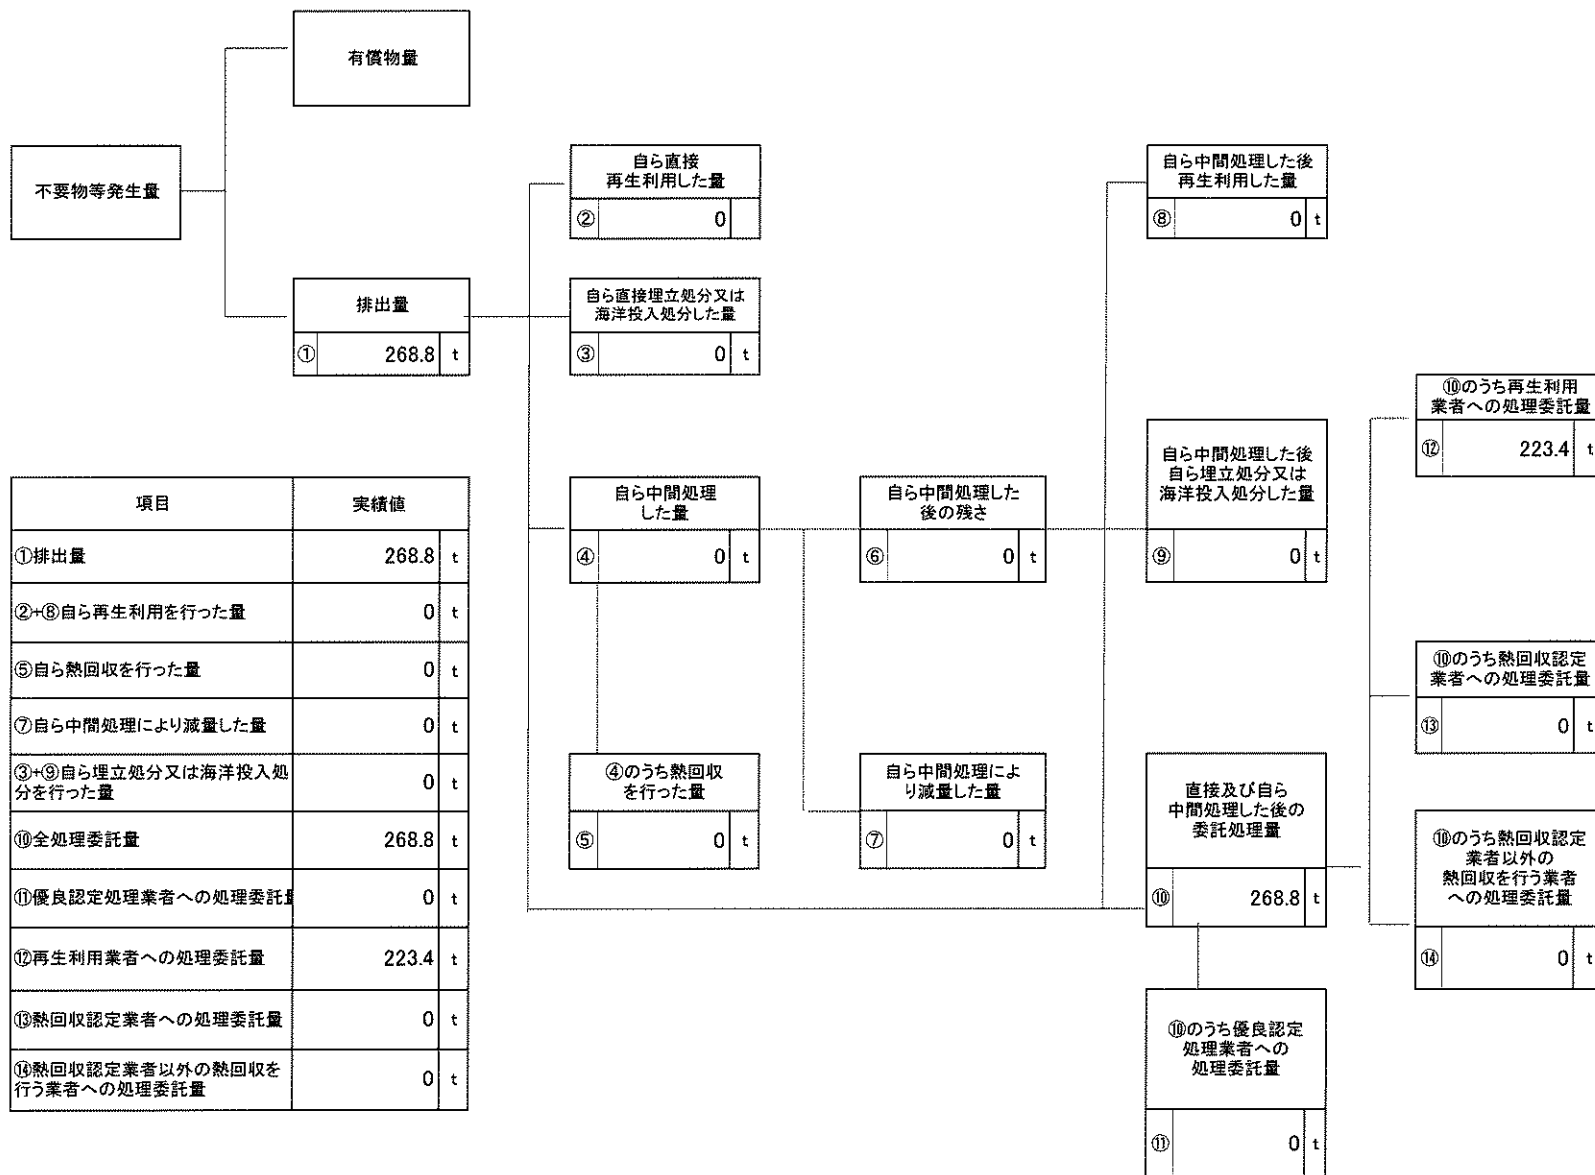 有償物量
不要物等発生量
排出量
① 268.8 t
自ら直接
再生利用した量
② 0
自ら直接埋立処分又は
海洋投入処分した量
③ 0 t
自ら中間処理
した量
④ 0 t
④のうち熱回収
を行った量
⑤ 0 t
自ら中間処理した
後の残さ
⑥ 0 t
自ら中間処理によ
り減量した量
⑦ 0 t
自ら中間処理した後
再生利用した量
⑧ 0 t
自ら中間処理した後
自ら埋立処分又は
海洋投入処分した量
⑨ 0 t
直接及び自ら
中間処理した後の
委託処理量
⑩ 268.8 t
⑩のうち優良認定
処理業者への
処理委託量
⑪ 0 t
⑩のうち再生利用
業者への処理委託量
⑫ 223.4 t
⑩のうち熱回収認定
業者への処理委託量
⑬ 0 t
⑩のうち熱回収認定
業者以外の
熱回収を行う業者
への処理委託量
⑭ 0 t
項目 実績値
①排出量 268.8 t
②+⑧自ら再生利用を行った量 0 t
⑤自ら熱回収を行った量 0 t
⑦自ら中間処理により減量した量 0 t
③+⑨自ら埋立処分又は海洋投入処
分を行った量 0 t
⑩全処理委託量 268.8 t
⑪優良認定処理業者への処理委託量 0 t
⑫再生利用業者への処理委託量 223.4 t
⑬熱回収認定業者への処理委託量 0 t
⑭熱回収認定業者以外の熱回収を
行う業者への処理委託量 0 t